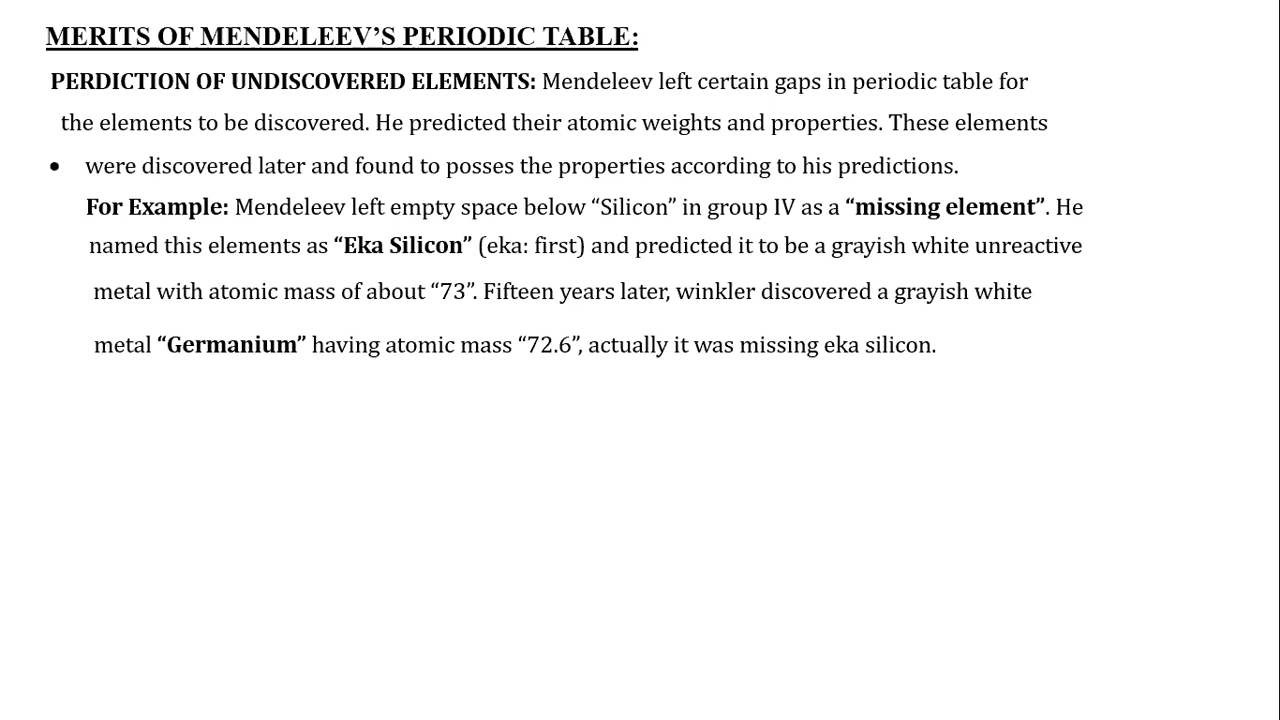 MERITS OF MENDELEEV’S PERIODIC TABLE:
PERDICTION OF UNDISCOVERED ELEMENTS: Mendeleev left certain gaps in periodic table for
the elements to be discovered. He predicted their atomic weights and properties. These elements
• were discovered later and found to posses the properties according to his predictions.
For Example: Mendeleev left empty space below “Silicon” in group IV as a “missing element”. He
named this elements as “Eka Silicon” (eka: first) and predicted it to be a grayish white unreactive
metal with atomic mass of about “73”. Fifteen years later, winkler discovered a grayish white
metal “Germanium” having atomic mass “72.6”, actually it was missing eka silicon.